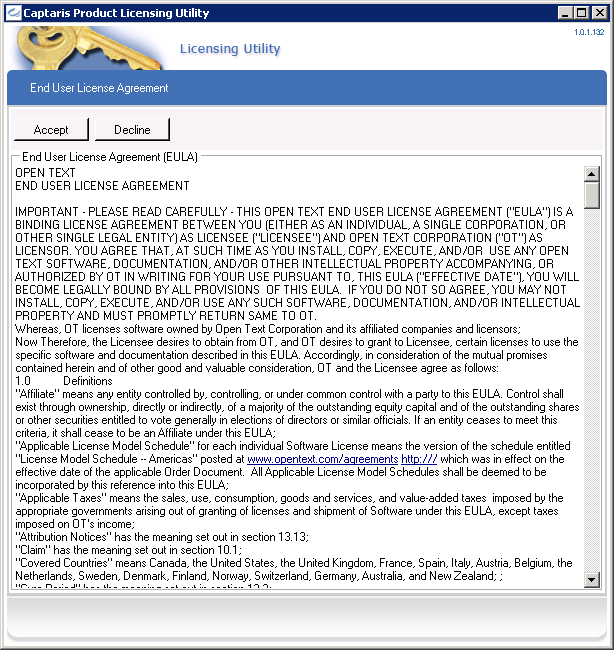 Captaris Product Licensing Utility
1.0.1.132
Licensing Utility
End User License Agreement
Accept Decline
End User License Agreement (EULA)
OPEN TEXT
END USER LICENSE AGREEMENT
IMPORTANT - PLEASE READ CAREFULLY - THIS OPEN TEXT END USER LICENSE AGREEMENT ("EULA") IS A
BINDING LICENSE AGREEMENT BETWEEN YOU (EITHER AS AN INDIVIDUAL, A SINGLE CORPORATION, OR
OTHER SINGLE LEGAL ENTITY) AS LICENSEE ("LICENSEE") AND OPEN TEXT CORPORATION ("OT") AS
LICENSOR. YOU AGREE THAT, AT SUCH TIME AS YOU INSTALL, COPY, EXECUTE, AND/OR  USE ANY OPEN
TEXT SOFTWARE, DOCUMENTATION, AND/OR OTHER INTELLECTUAL PROPERTY ACCOMPANYING, OR
AUTHORIZED BY OT IN WRITING FOR YOUR USE PURSUANT TO, THIS EULA ("EFFECTIVE DATE"), YOU WILL
BECOME LEGALLY BOUND BY ALL PROVISIONS  OF THIS EULA.  IF YOU DO NOT SO AGREE, YOU MAY NOT
INSTALL, COPY, EXECUTE, AND/OR USE ANY SUCH SOFTWARE, DOCUMENTATION, AND/OR INTELLECTUAL
PROPERTY AND MUST PROMPTLY RETURN SAME TO OT.
Whereas, OT licenses software owned by Open Text Corporation and its affiliated companies and licensors;
Now Therefore, the Licensee desires to obtain from OT, and OT desires to grant to Licensee, certain licenses to use the
specific software and documentation described in this EULA. Accordingly, in consideration of the mutual promises
contained herein and of other good and valuable consideration, OT and the Licensee agree as follows:
1.0 Definitions
"Affiliate" means any entity controlled by, controlling, or under common control with a party to this EULA. Control shall
exist through ownership, directly or indirectly, of a majority of the outstanding equity capital and of the outstanding shares
or other securities entitled to vote generally in elections of directors or similar officials. If an entity ceases to meet this
criteria, it shall cease to be an Affiliate under this EULA;
"Applicable License Model Schedule" for each individual Software License means the version of the schedule entitled
"License Model Schedule -- Americas" posted at www.opentext.com/agreements http:/// which was in effect on the
effective date of the applicable Order Document.  All Applicable License Model Schedules shall be deemed to be
incorporated by this reference into this EULA;
"Applicable Taxes" means the sales, use, consumption, goods and services, and value-added taxes  imposed by the
appropriate governments arising out of granting of licenses and shipment of Software under this EULA, except taxes
imposed on OT's income;
"Attribution Notices" has the meaning set out in section 13.13;
"Claim" has the meaning set out in section 10.1;
"Covered Countries" means Canada, the United States, the United Kingdom, France, Spain, Italy, Austria, Belgium, the
Netherlands, Sweden, Denmark, Finland, Norway, Switzerland, Germany, Australia, and New Zealand; ;